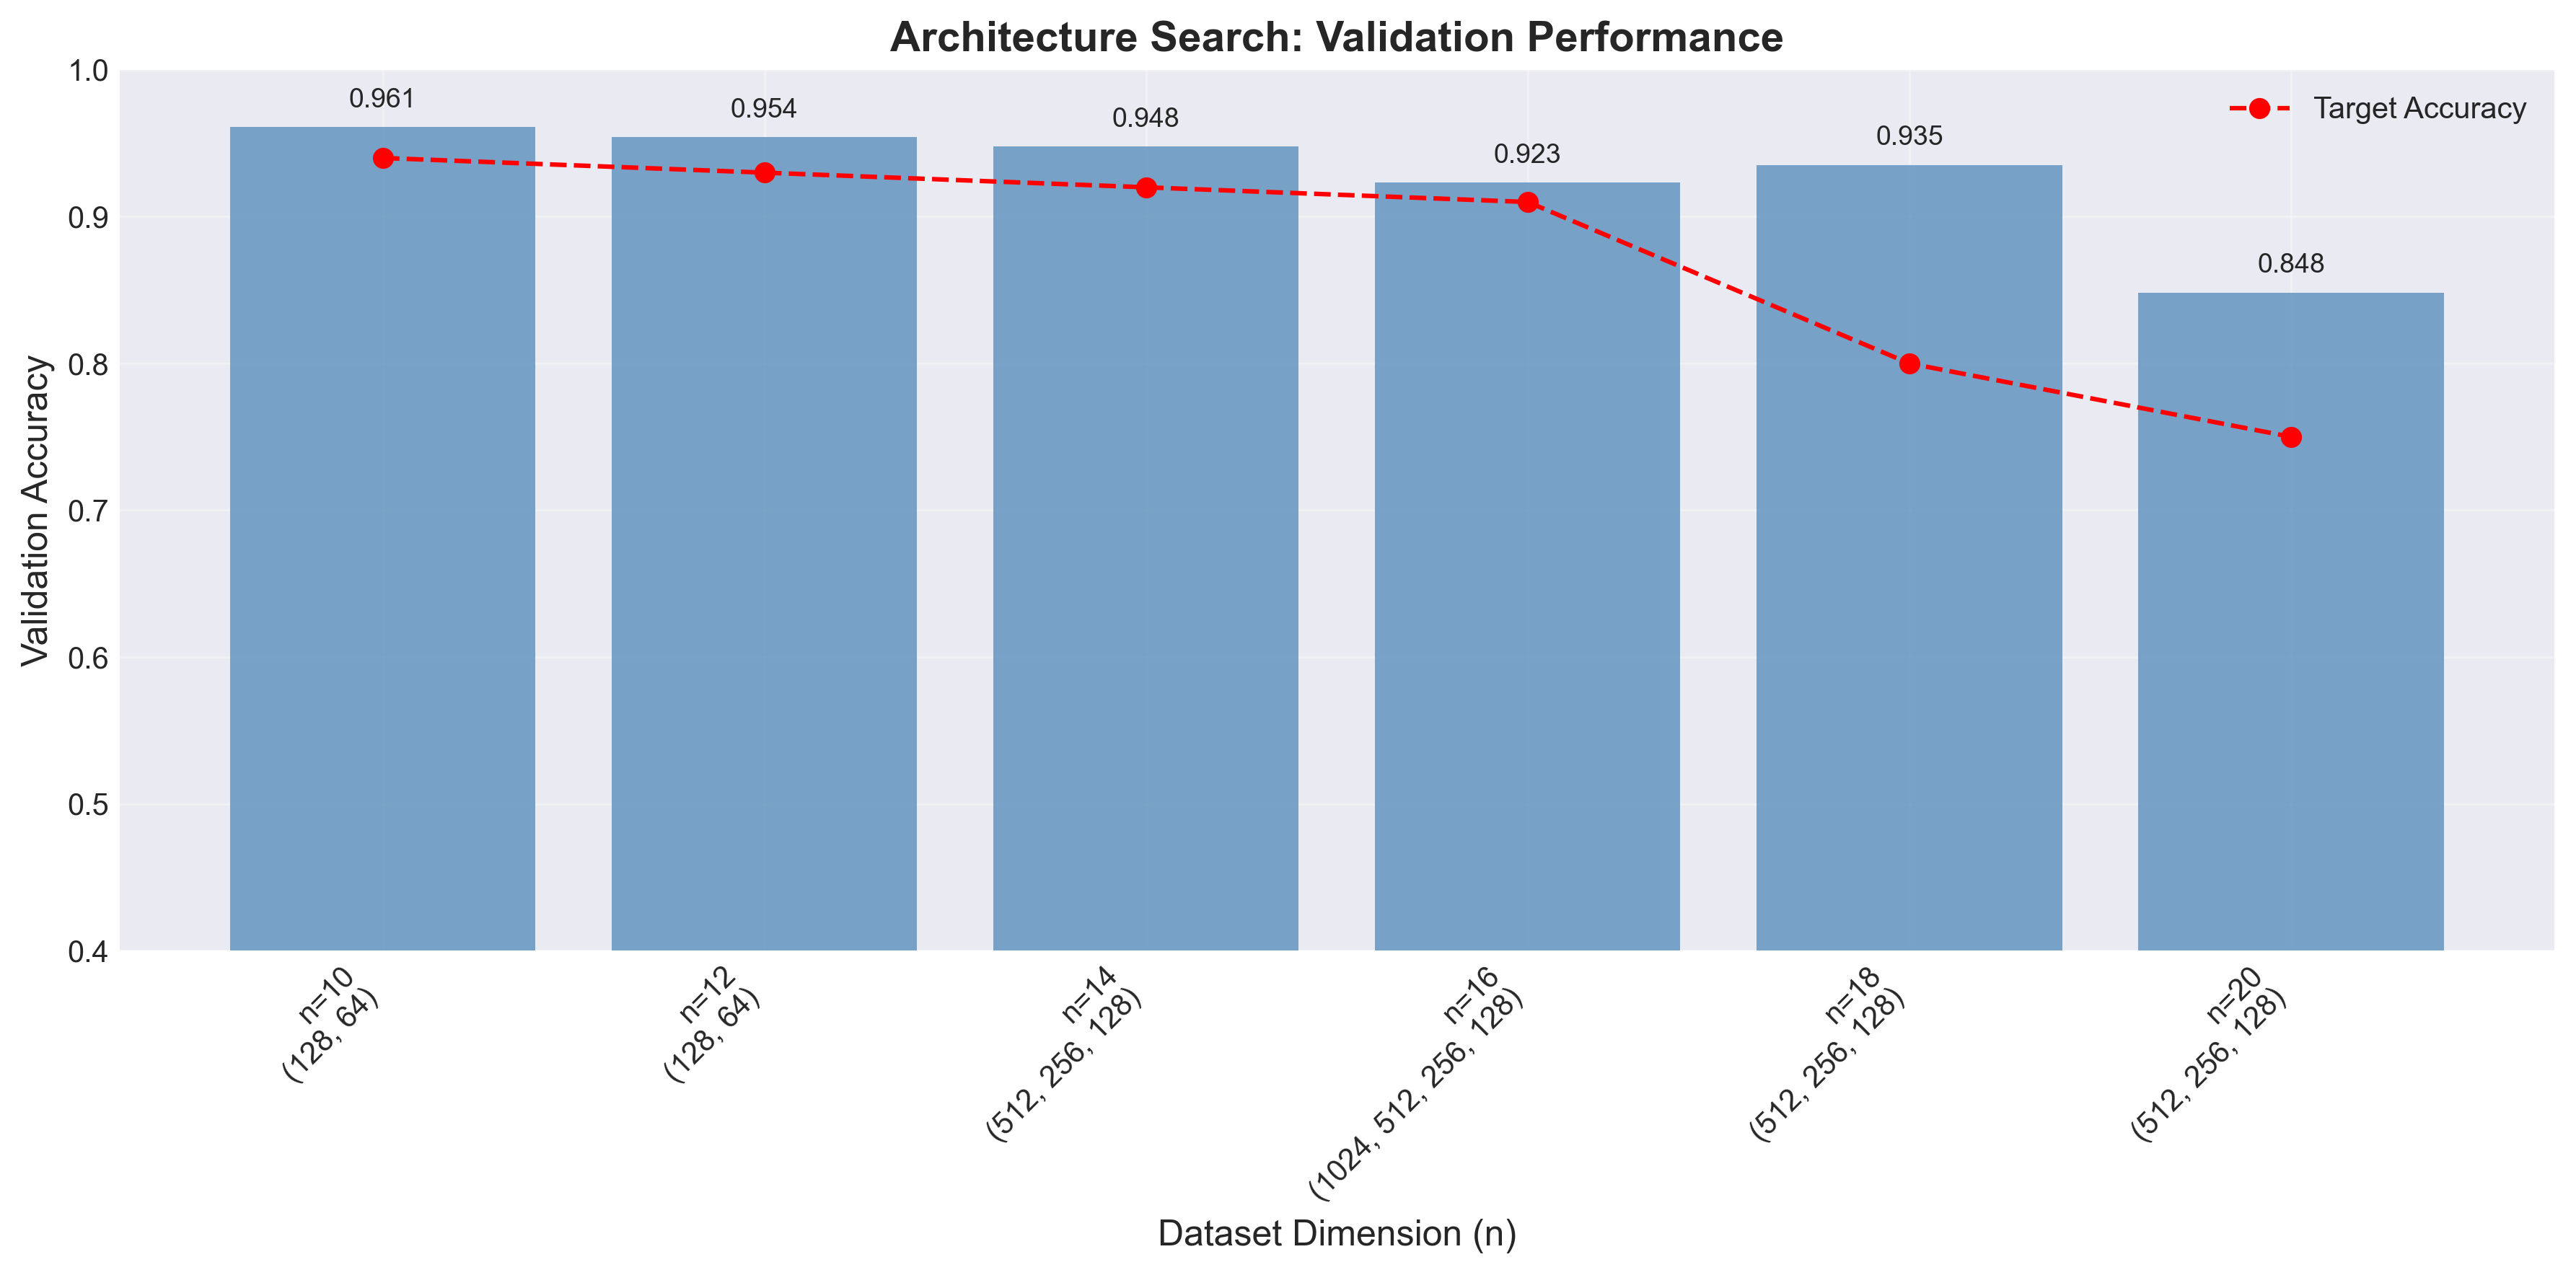 Architecture Search: Validation Performance
Target Accuracy
Validation Accuracy
1.0
0.9
0.8
0.7
0.6
0.5
0.4
0.961
0.954
0.948
0.923
0.935
0.848
n=10
(128, 64)
n=12
(128, 64)
n=14
(512, 256, 128)
n=16
(1024, 512, 256, 128)
n=18
(512, 256, 128)
n=20
(512, 256, 128)
Dataset Dimension (n)